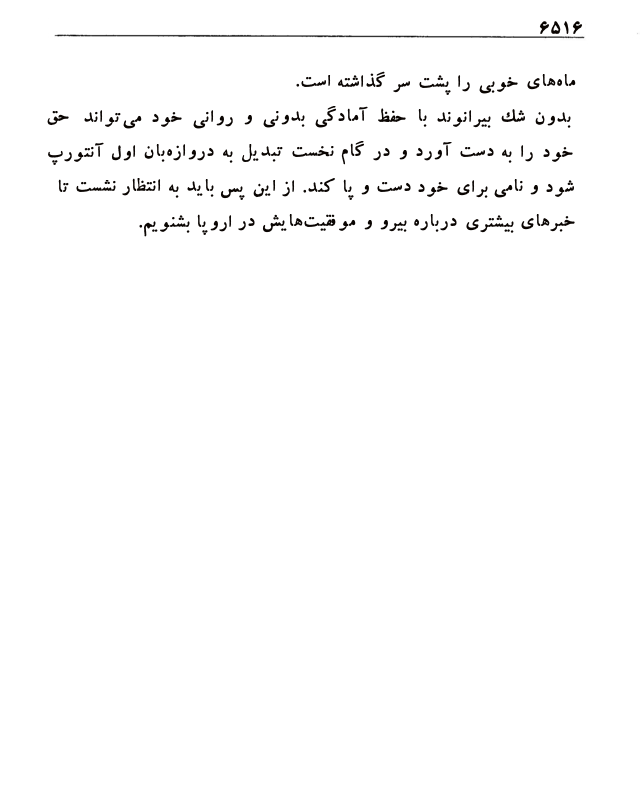 ۶۵۱۶
ماه‌های خوبی را پشت سر گذاشته است.
بدون شك بیرانوند با حفظ آمادگی بدونی و روانی خود می‌تواند حق
خود را به دست آورد و در گام نخست تبدیل به دروازه‌بان اول آنتورپ
شود و نامی برای خود دست و پا کند. از این پس باید به انتظار نشست تا
خبرهای بیشتری درباره بیرو و موفقیت‌هایش در اروپا بشنویم.